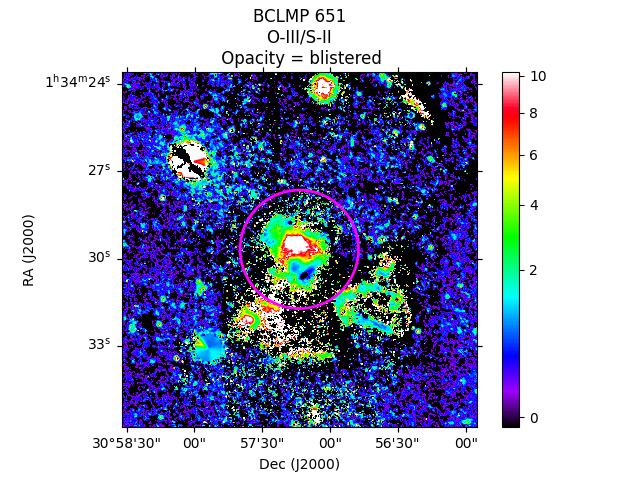 BCLMP 651
O-III/S-II
Opacity = blistered
1h34m24s
27s
30s
33s
RA (J2000)
30°58'30"
00"
57'30"
00"
56'30"
00"
Dec (J2000)
10
8
6
4
2
0